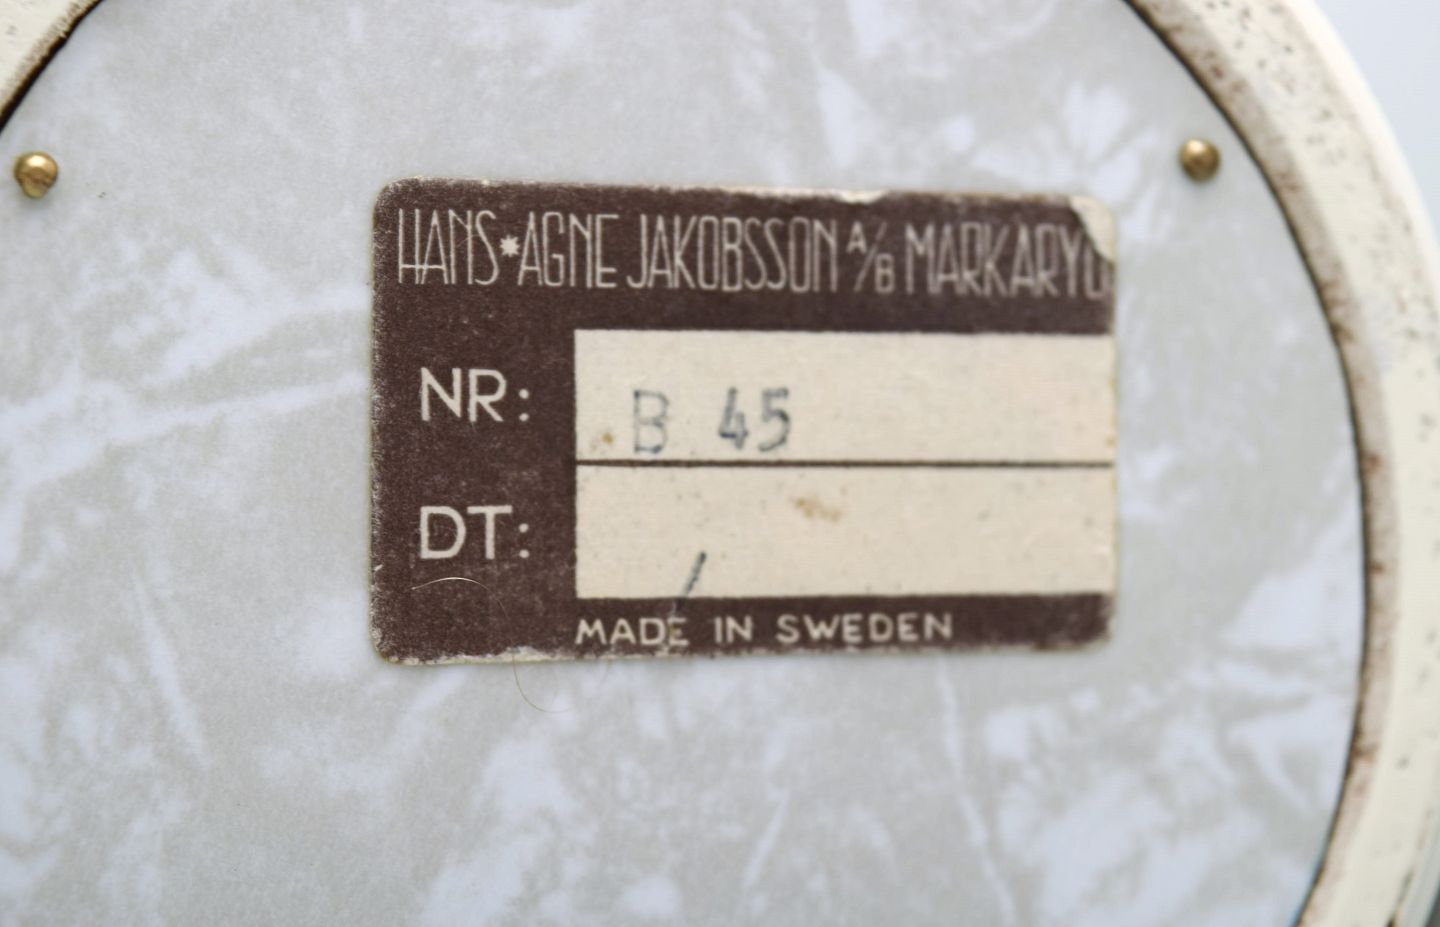 HANS*AGNE JAKOBSSON A/B MARKARYD
NR: B 45
DT: /
MADE IN SWEDEN